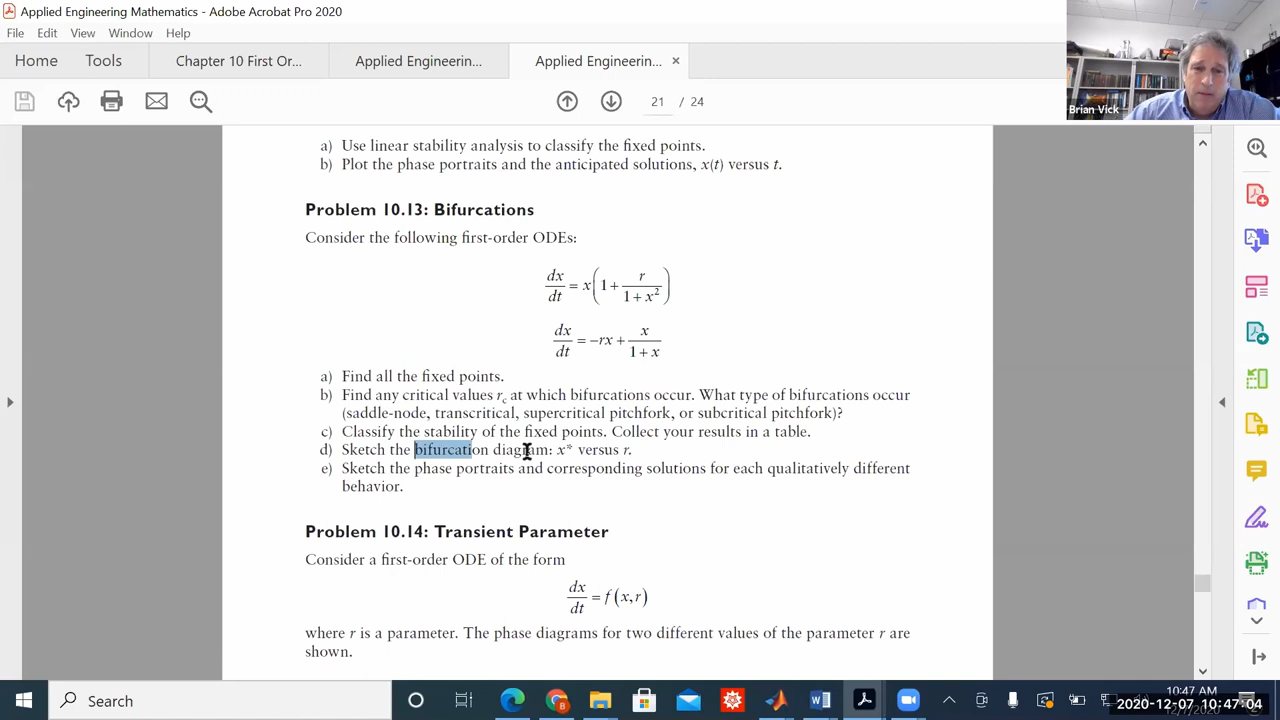 Applied Engineering Mathematics - Adobe Acrobat Pro 2020
File Edit View Window Help
Home Tools Chapter 10 First Or... Applied Engineerin... Applied Engineerin... ×
21 / 24
Brian Vick
a) Use linear stability analysis to classify the fixed points.
b) Plot the phase portraits and the anticipated solutions, x(t) versus t.
Problem 10.13: Bifurcations
Consider the following first-order ODEs:
dx/dt = x(1 + r/(1 + x²))
dx/dt = −rx + x/(1 + x)
a) Find all the fixed points.
b) Find any critical values r_c at which bifurcations occur. What type of bifurcations occur
(saddle-node, transcritical, supercritical pitchfork, or subcritical pitchfork)?
c) Classify the stability of the fixed points. Collect your results in a table.
d) Sketch the bifurcation diagram: x* versus r.
e) Sketch the phase portraits and corresponding solutions for each qualitatively different
behavior.
Problem 10.14: Transient Parameter
Consider a first-order ODE of the form
dx/dt = f(x,r)
where r is a parameter. The phase diagrams for two different values of the parameter r are
shown.
Search
10:47 AM
2020-12-07 10:47:04